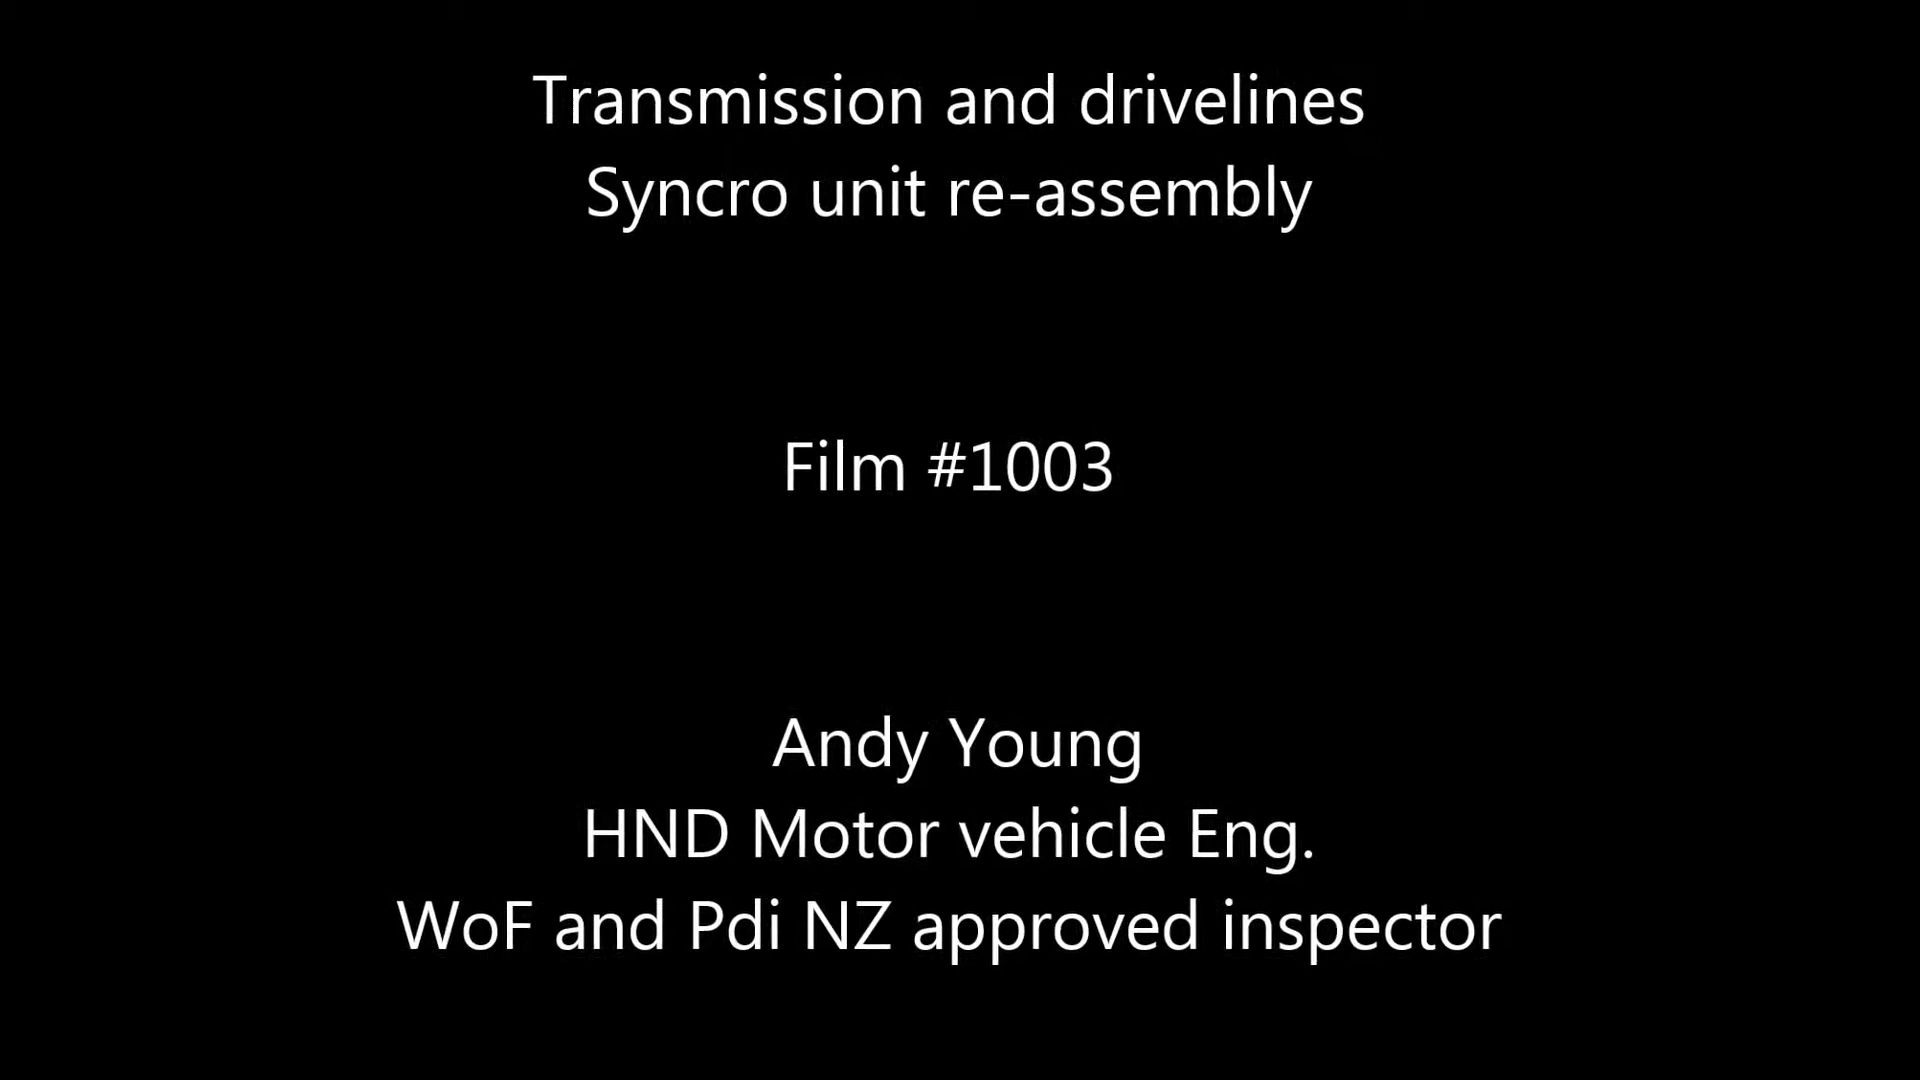 Transmission and drivelines
Syncro unit re-assembly
Film #1003
Andy Young
HND Motor vehicle Eng.
WoF and Pdi NZ approved inspector